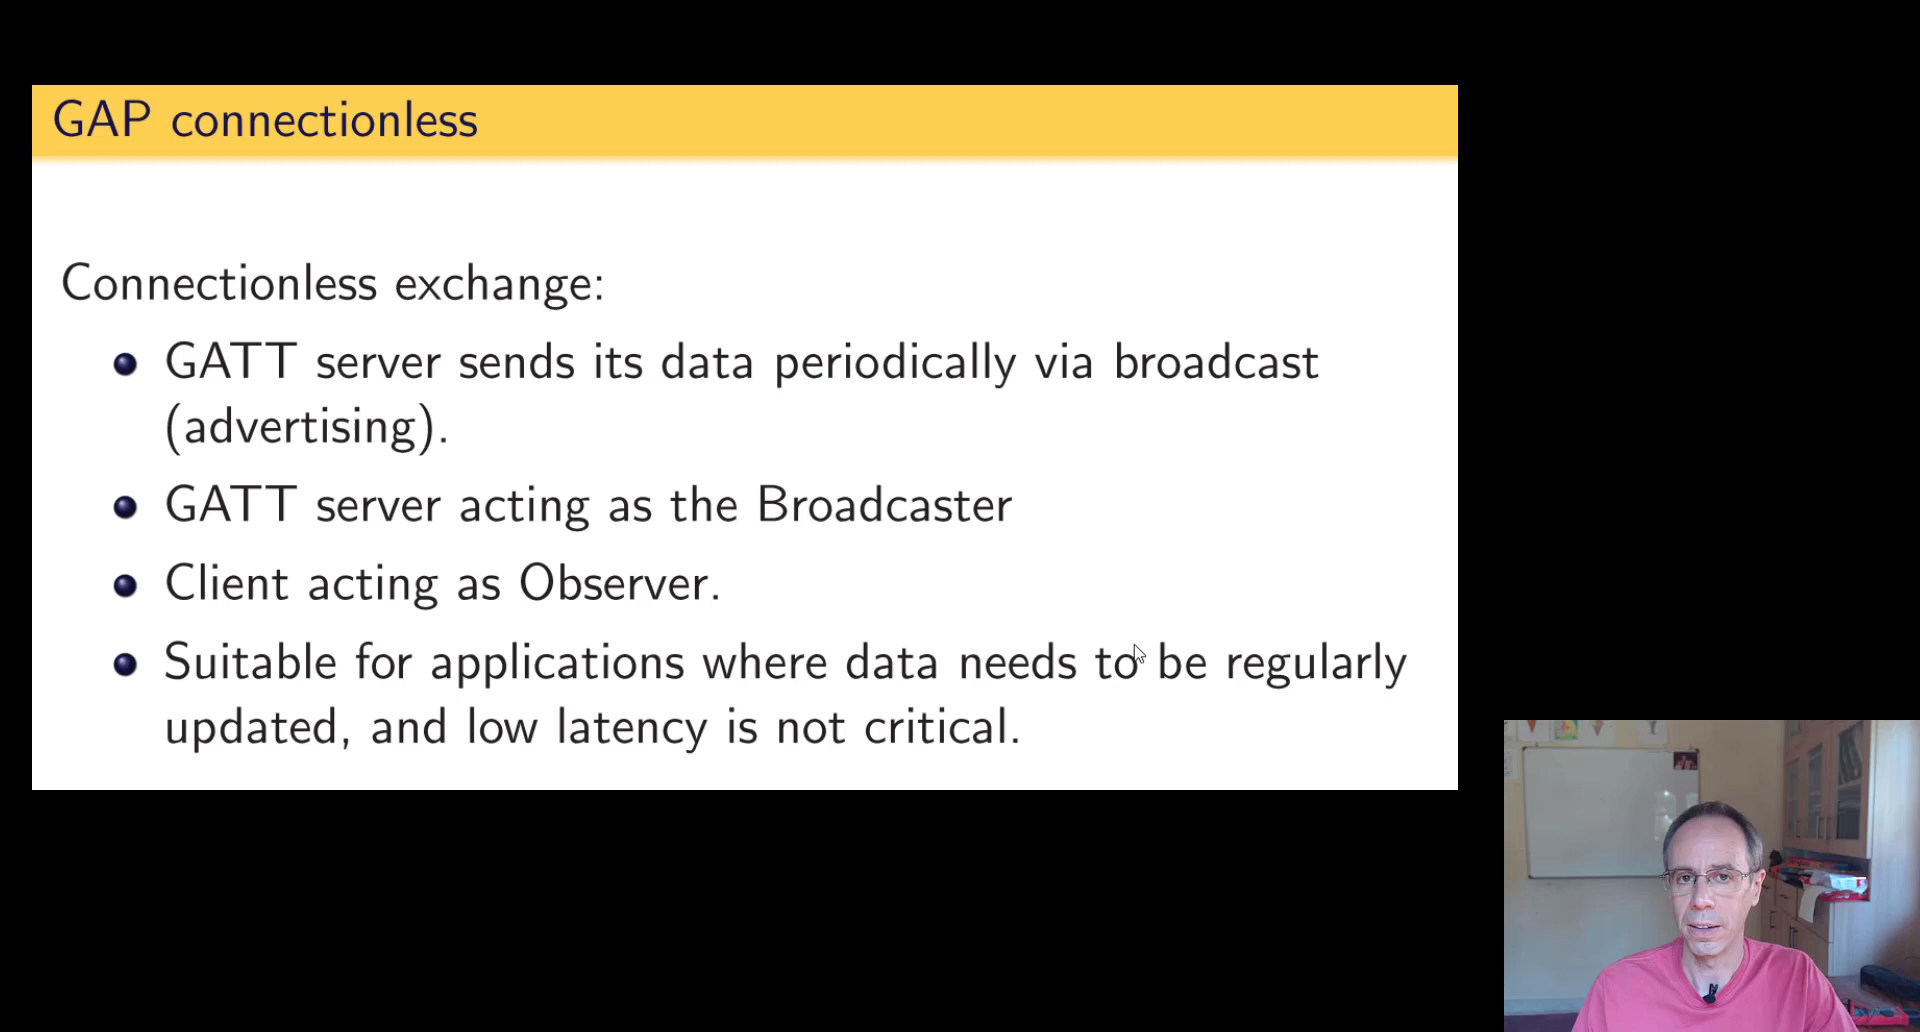 GAP connectionless
Connectionless exchange:
GATT server sends its data periodically via broadcast
(advertising).
GATT server acting as the Broadcaster
Client acting as Observer.
Suitable for applications where data needs to be regularly
updated, and low latency is not critical.